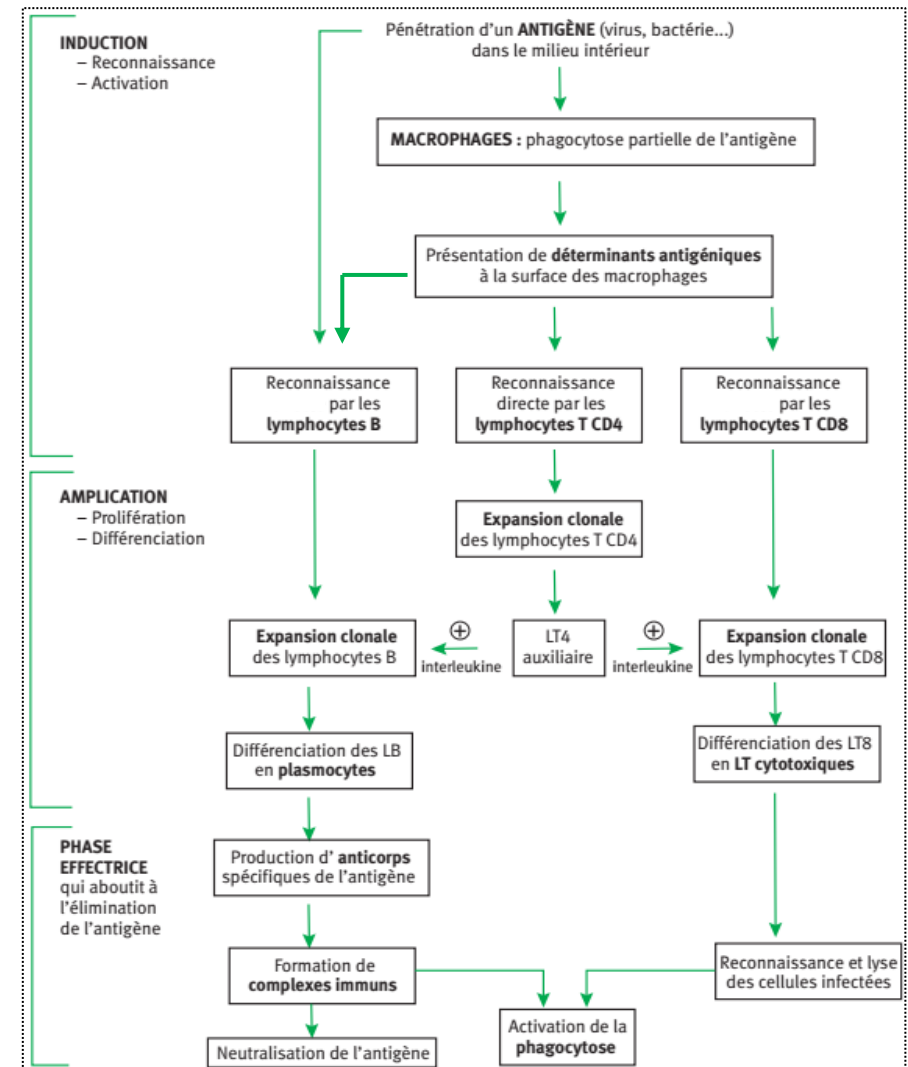 INDUCTION
– Reconnaissance
– Activation
Pénétration d’un ANTIGÈNE (virus, bactérie...)
dans le milieu intérieur
MACROPHAGES : phagocytose partielle de l’antigène
Présentation de déterminants antigéniques
à la surface des macrophages
Reconnaissance
par les
lymphocytes B
Reconnaissance
directe par les
lymphocytes T CD4
Reconnaissance
par les
lymphocytes T CD8
AMPLICATION
– Prolifération
– Différenciation
Expansion clonale
des lymphocytes T CD4
Expansion clonale
des lymphocytes B
+
interleukine
LT4
auxiliaire
+
interleukine
Expansion clonale
des lymphocytes T CD8
Différenciation des LB
en plasmocytes
Différenciation des LT8
en LT cytotoxiques
PHASE
EFFECTRICE
qui aboutit à
l’élimination
de l’antigène
Production d’ anticorps
spécifiques de l’antigène
Formation de
complexes immuns
Reconnaissance et lyse
des cellules infectées
Activation de la
phagocytose
Neutralisation de l’antigène